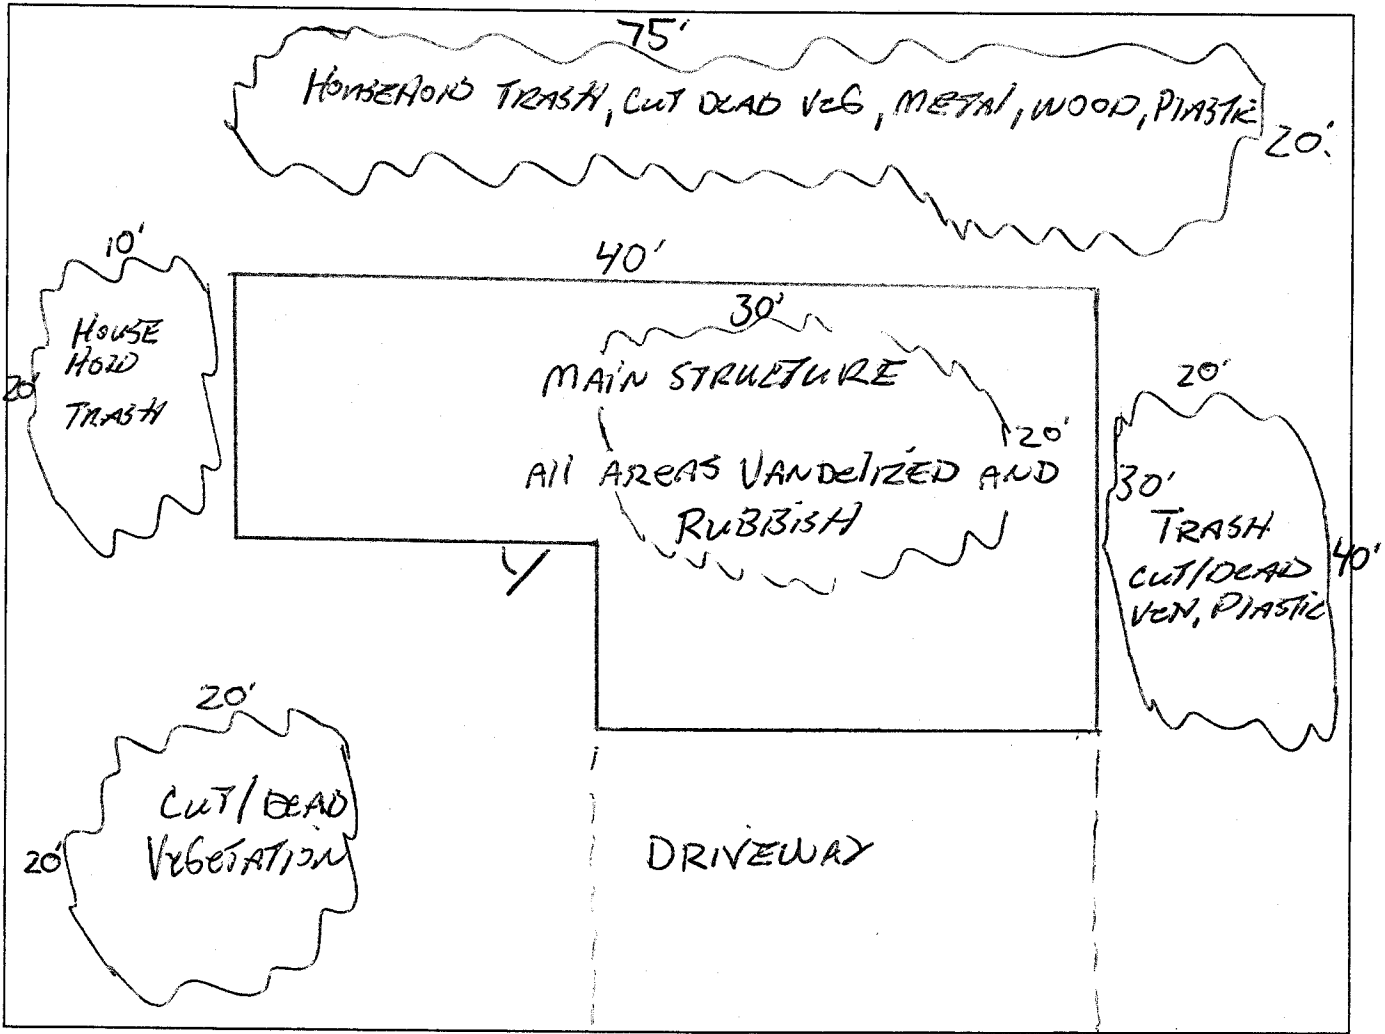 75'
HOUSEHOLD TRASH, CUT DEAD VEG, METAL, WOOD, PLASTIC
20'
10'
HOUSE
HOLD
TRASH
20'
40'
30'
MAIN STRUCTURE
20'
All AREAS VANDELIZED AND
RUBBISH
20'
30'
TRASH
CUT/DEAD
VEN, PLASTIC
40'
20'
CUT/DEAD
VEGETATION
20'
DRIVEWAY